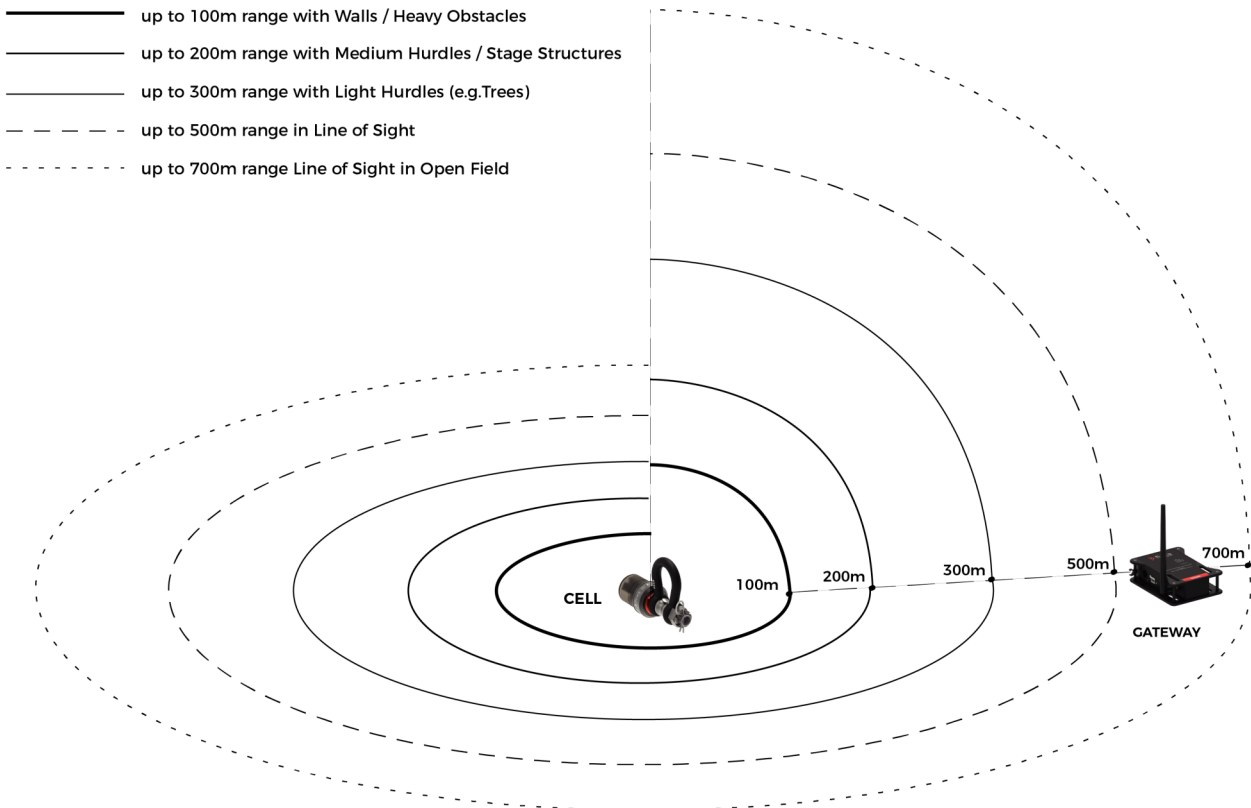 up to 100m range with Walls / Heavy Obstacles
up to 200m range with Medium Hurdles / Stage Structures
up to 300m range with Light Hurdles (e.g.Trees)
up to 500m range in Line of Sight
up to 700m range Line of Sight in Open Field
CELL
100m
200m
300m
500m
700m
GATEWAY